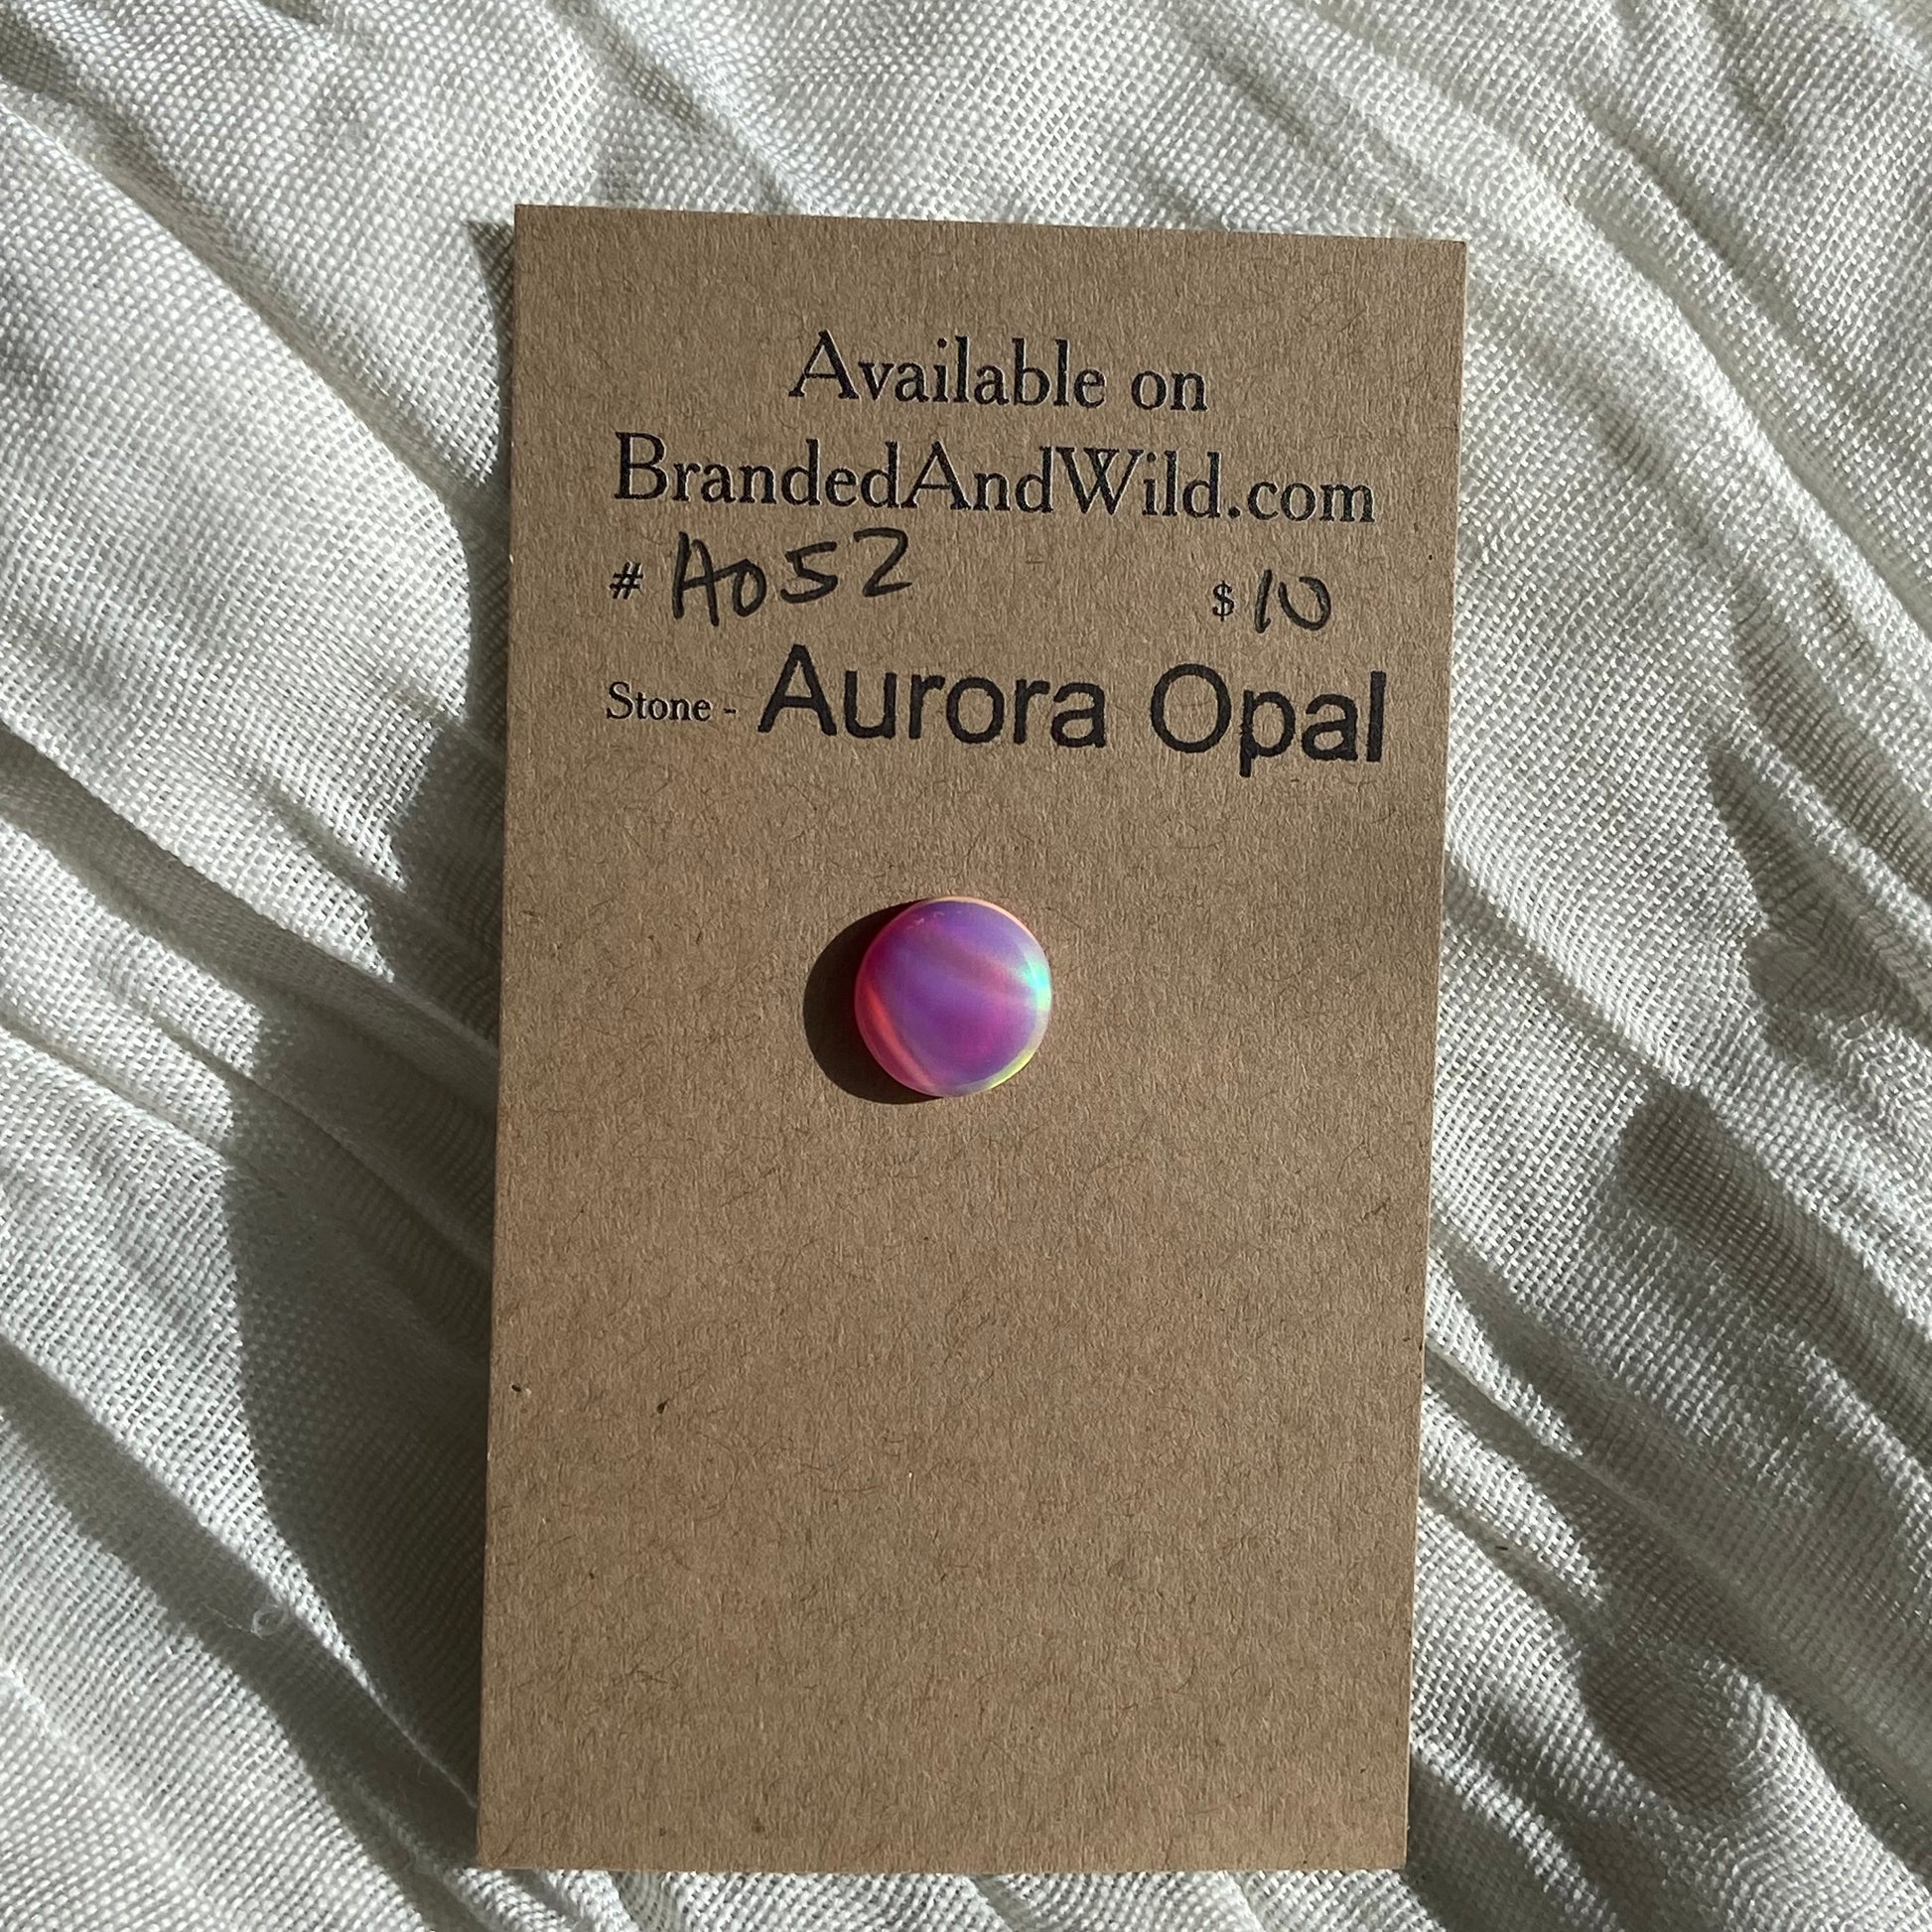 Available on
BrandedAndWild.com
# A052 $10
Stone - Aurora Opal